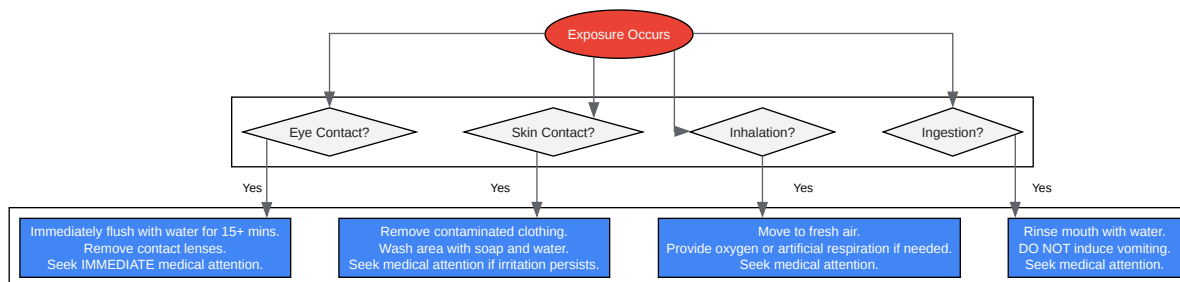 Exposure Occurs
Eye Contact?
Skin Contact?
Inhalation?
Ingestion?
Yes
Yes
Yes
Yes
Immediately flush with water for 15+ mins.
Remove contact lenses.
Seek IMMEDIATE medical attention.
Remove contaminated clothing.
Wash area with soap and water.
Seek medical attention if irritation persists.
Move to fresh air.
Provide oxygen or artificial respiration if needed.
Seek medical attention.
Rinse mouth with water.
DO NOT induce vomiting.
Seek medical attention.